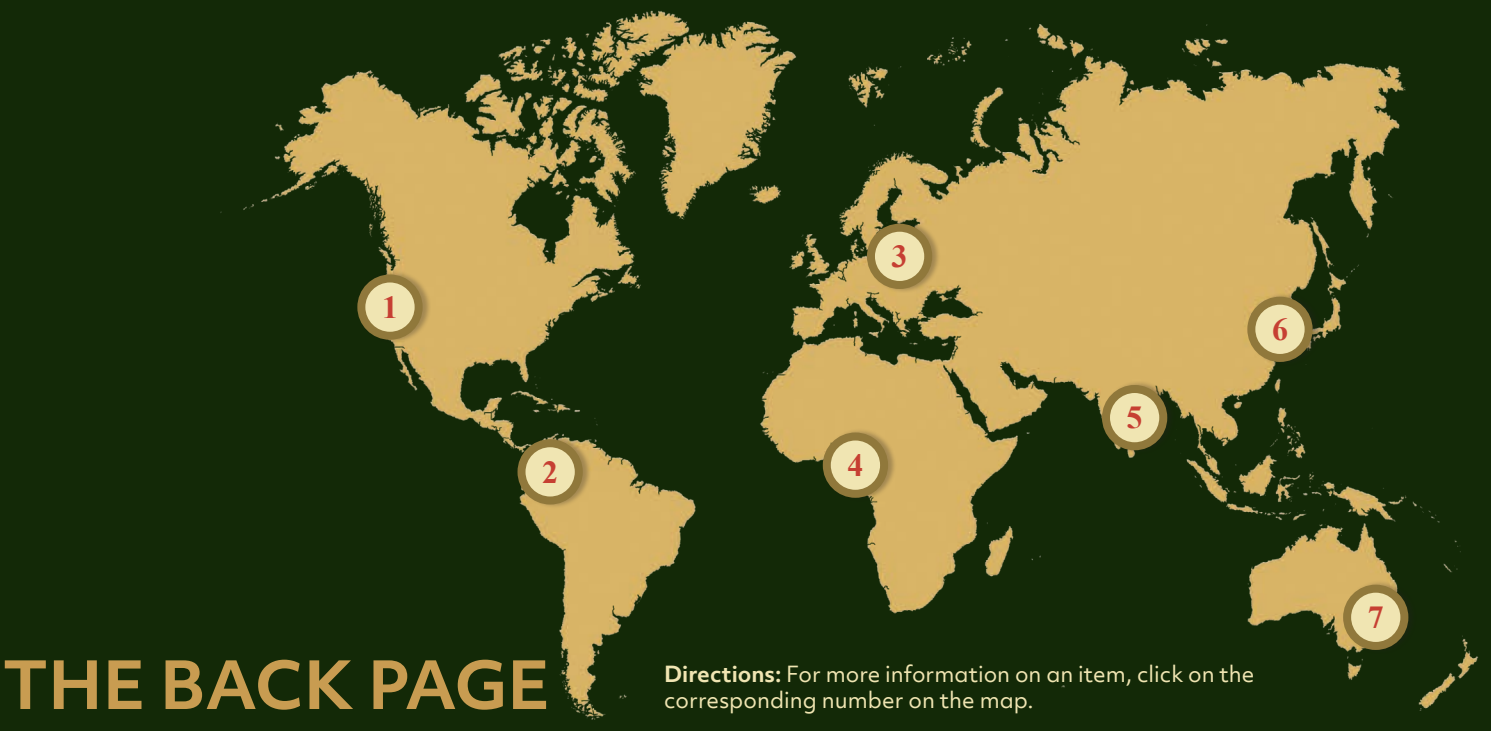 1
2
3
4
5
6
7
THE BACK PAGE
Directions: For more information on an item, click on the
corresponding number on the map.